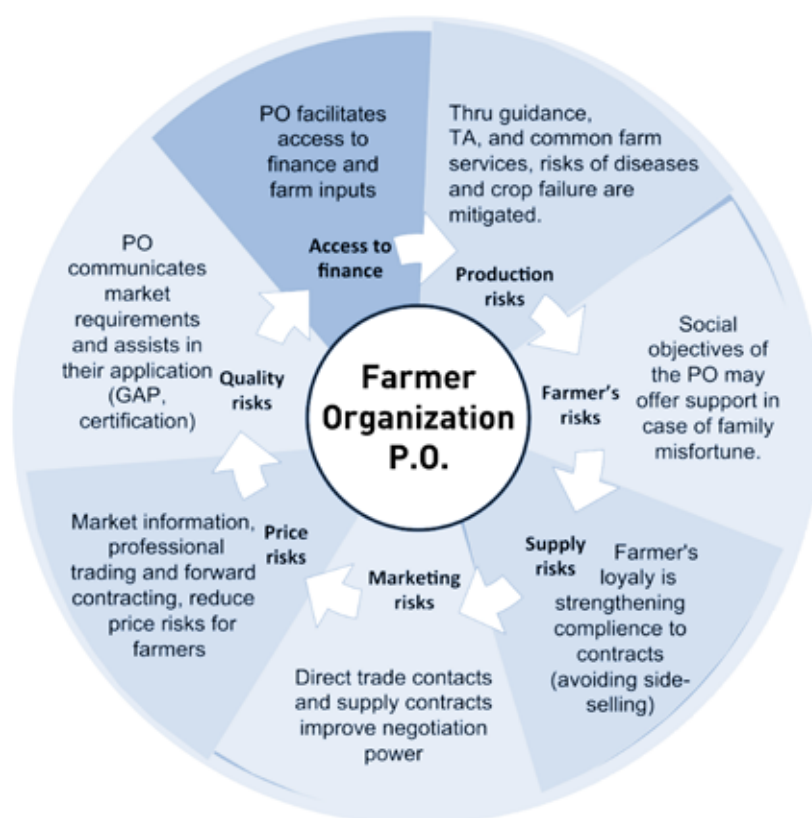 PO facilitates
access to
finance and
farm inputs
Access to
finance
Thru guidance,
TA, and common farm
services, risks of diseases
and crop failure are
mitigated.
Production
risks
Social
objectives of
the PO may
offer support in
case of family
misfortune.
Farmer's
risks
Supply
risks
Farmer's
loyaly is
strengthening
complience to
contracts
(avoiding side-
selling)
Marketing
risks
Direct trade contacts
and supply contracts
improve negotiation
power
Price
risks
Market information,
professional
trading and forward
contracting, reduce
price risks for
farmers
PO
communicates
market
requirements
and assists in
their application
(GAP,
certification)
Quality
risks
Farmer
Organization
P.O.